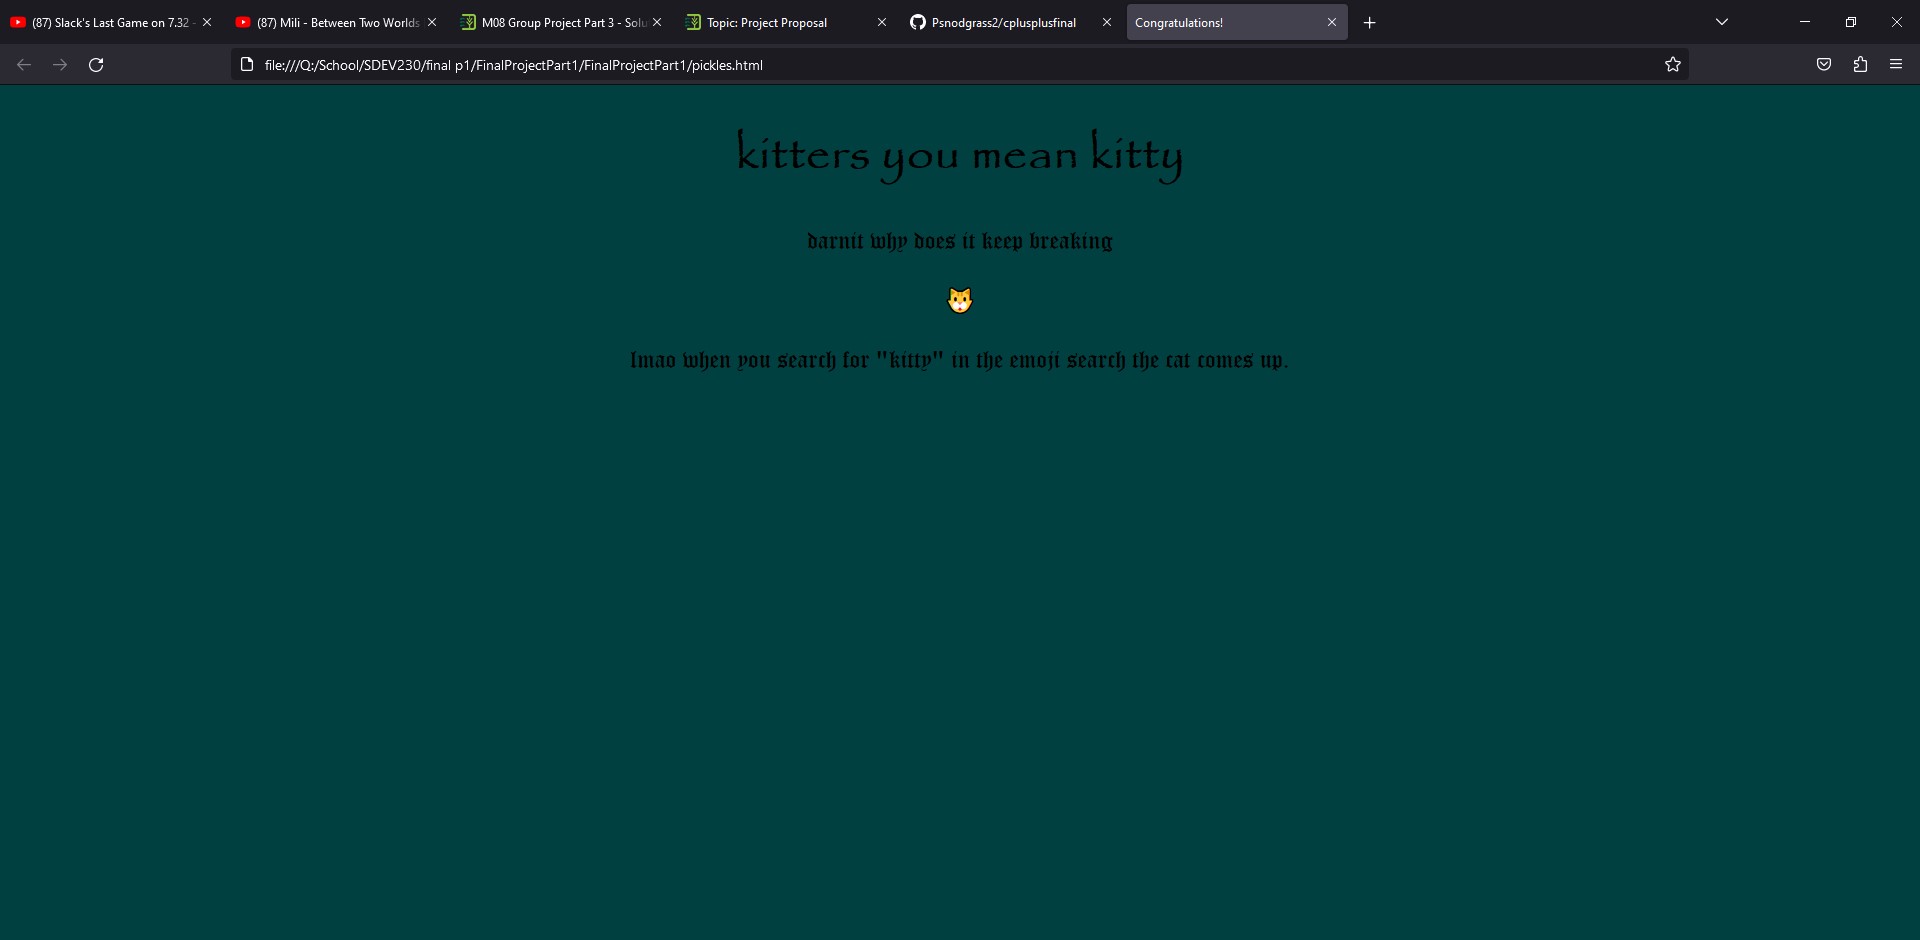 (87) Slack's Last Game on 7.32 -
(87) Mili - Between Two Worlds
M08 Group Project Part 3 - Solu
Topic: Project Proposal
Psnodgrass2/cplusplusfinal
Congratulations!
file:///Q:/School/SDEV230/final p1/FinalProjectPart1/FinalProjectPart1/pickles.html
kitters you mean kitty
darnit why does it keep breaking
🐱
lmao when you search for "kitty" in the emoji search the cat comes up.